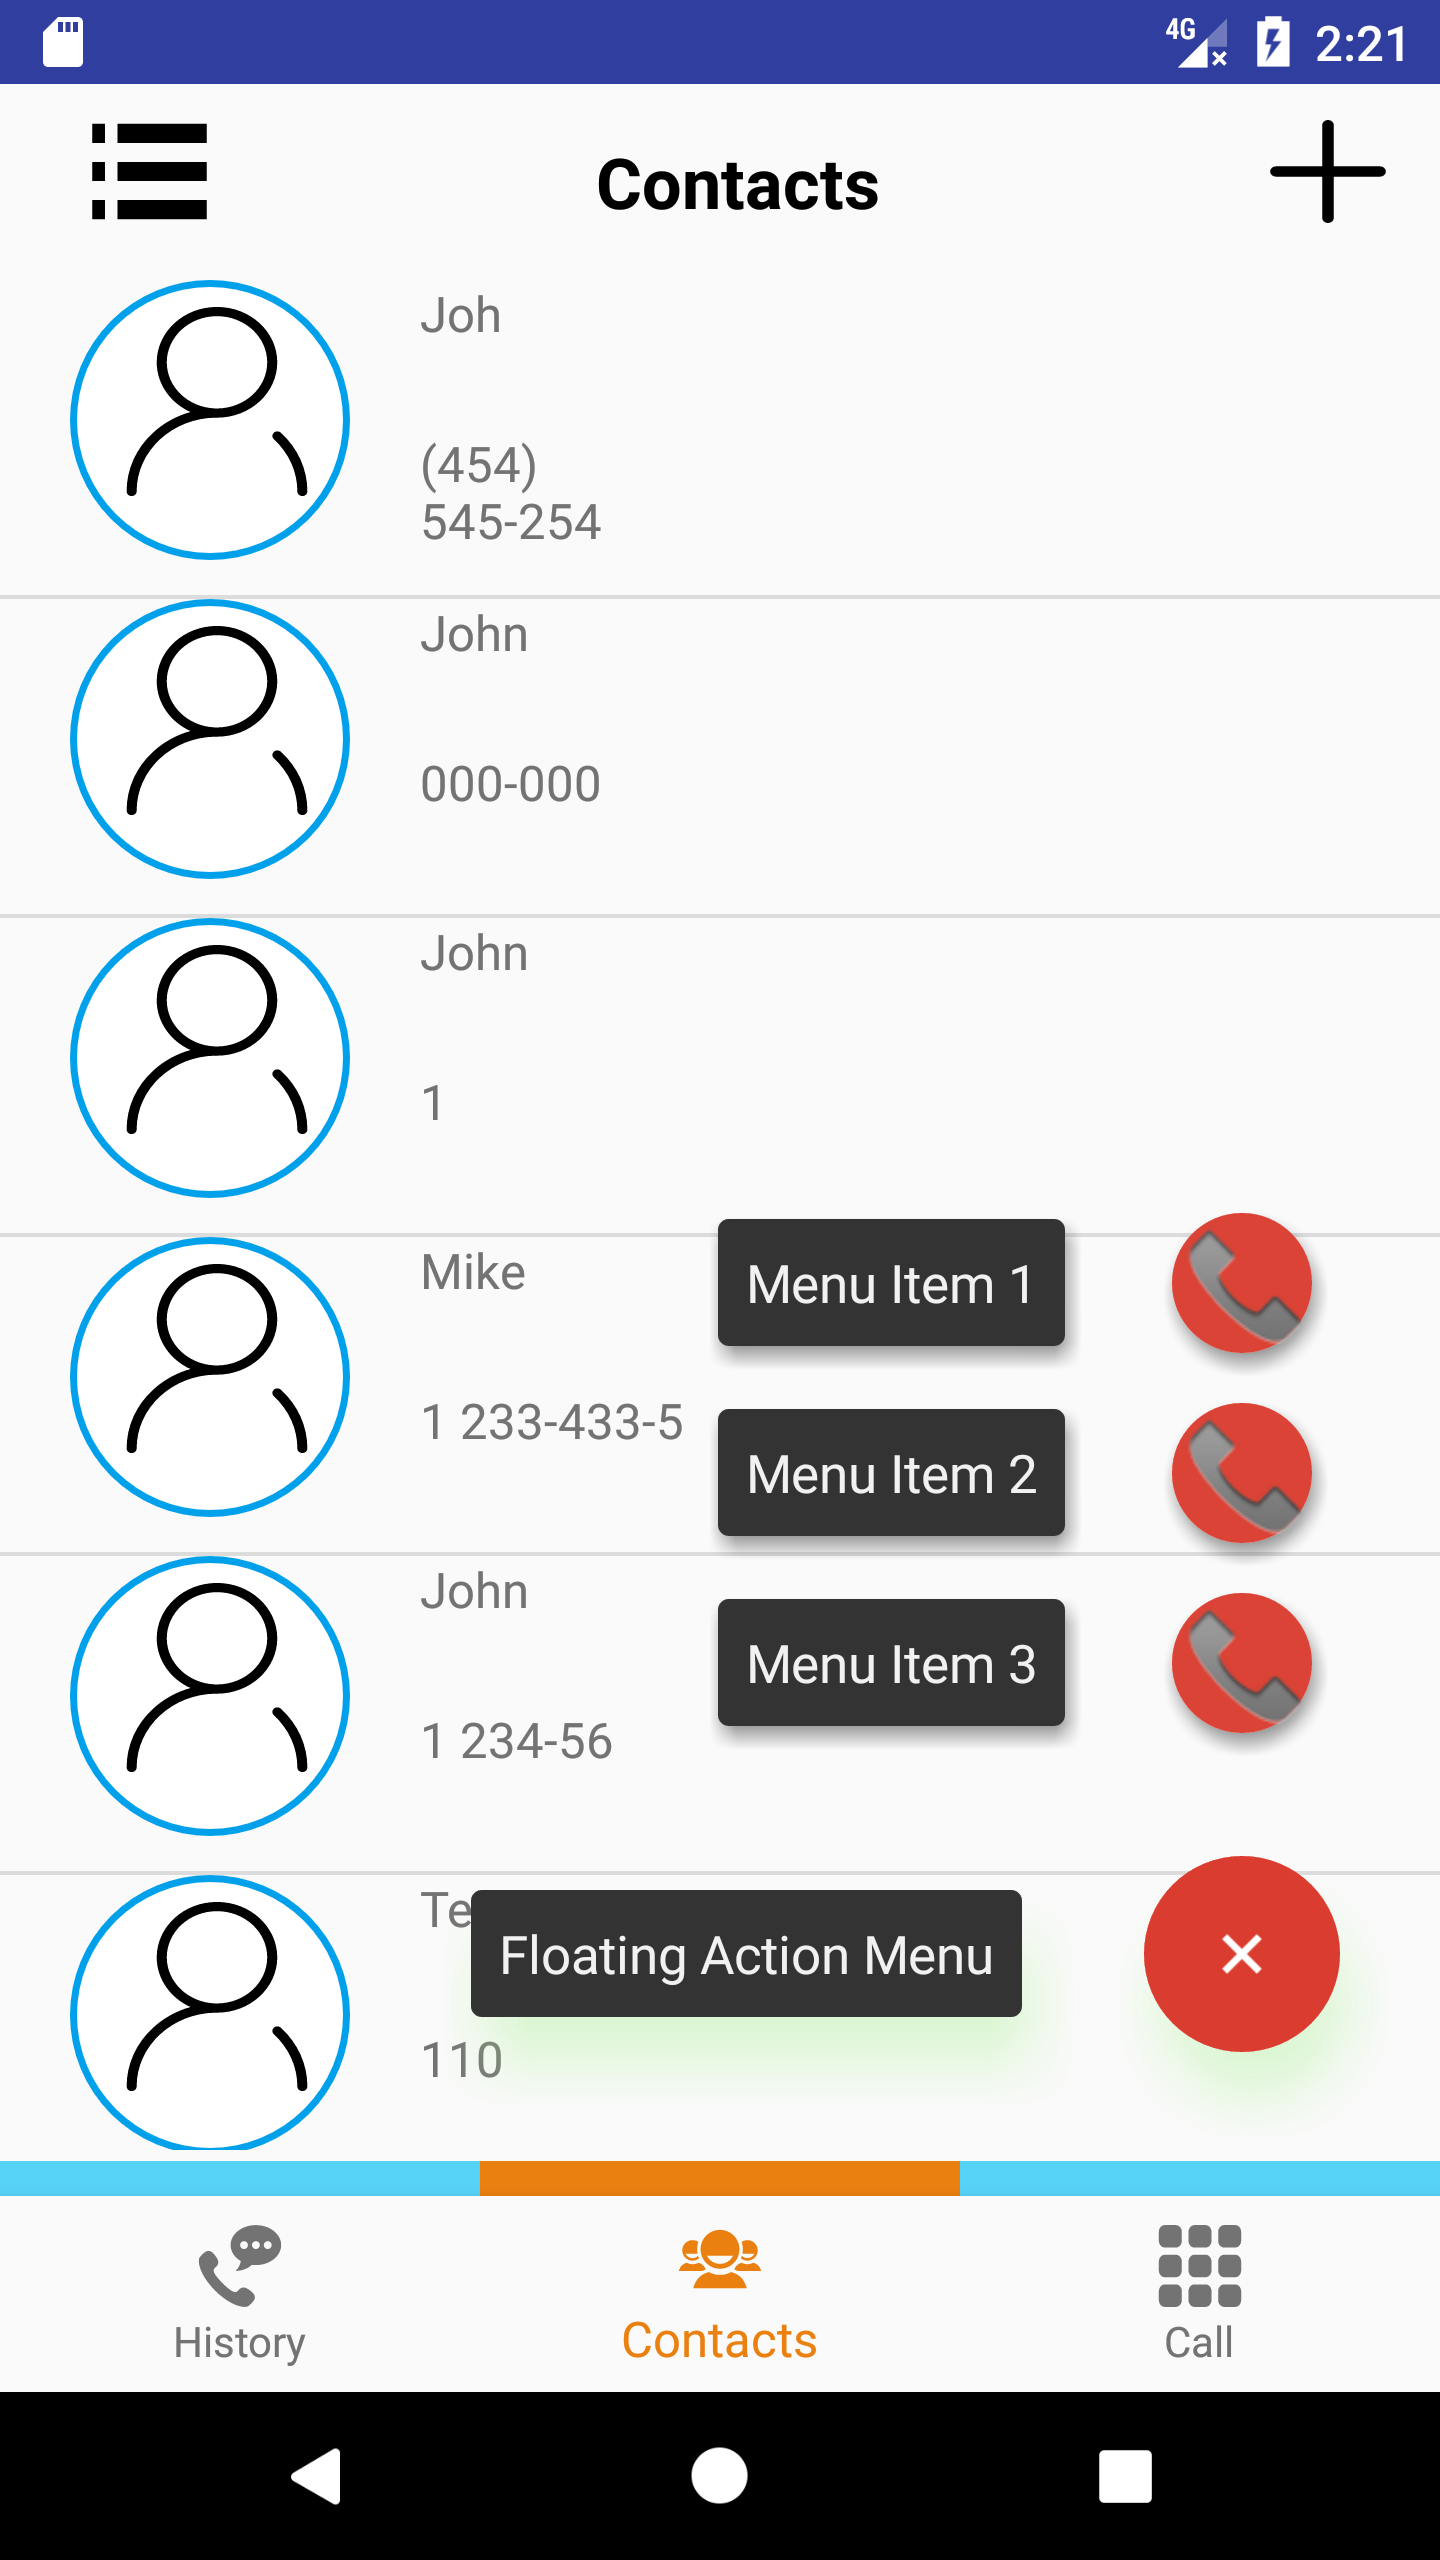 4G 2:21
Contacts
Joh
(454)
545-254
John
000-000
John
1
Mike
1 233-433-5
Menu Item 1
Menu Item 2
John
1 234-56
Menu Item 3
Te
Floating Action Menu
110
History
Contacts
Call